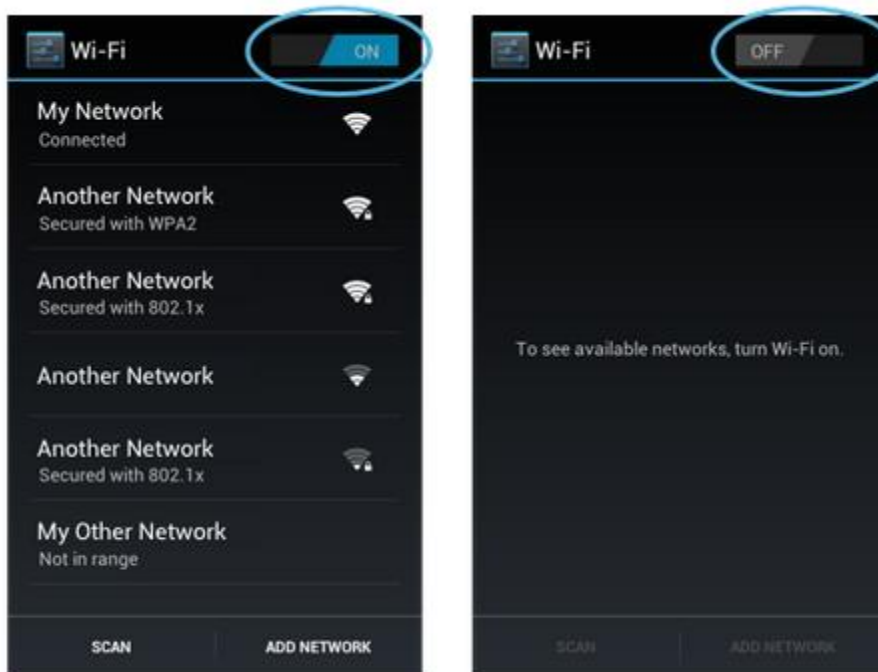 Wi-Fi
ON
My Network
Connected
Another Network
Secured with WPA2
Another Network
Secured with 802.1x
Another Network
Another Network
Secured with 802.1x
My Other Network
Not in range
SCAN
ADD NETWORK
Wi-Fi
OFF
To see available networks, turn Wi-Fi on.
SCAN
ADD NETWORK